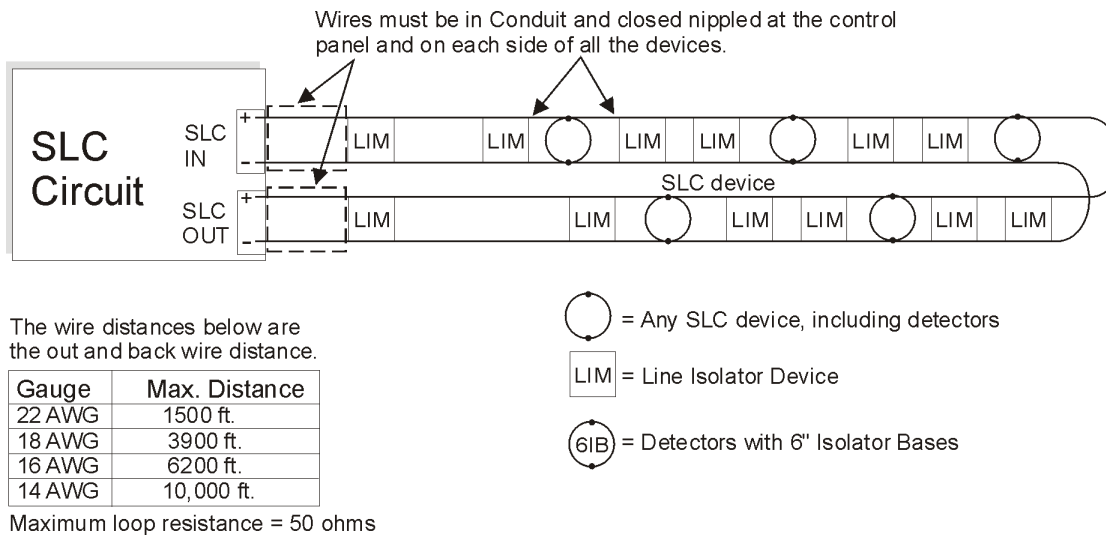 Wires must be in Conduit and closed nippled at the control
panel and on each side of all the devices.
SLC
Circuit
SLC
IN
+
-
LIM LIM LIM LIM LIM LIM
SLC device
SLC
OUT
+
-
LIM LIM LIM LIM LIM LIM
The wire distances below are
the out and back wire distance.
Gauge Max. Distance
22 AWG 1500 ft.
18 AWG 3900 ft.
16 AWG 6200 ft.
14 AWG 10,000 ft.
Maximum loop resistance = 50 ohms
= Any SLC device, including detectors
LIM = Line Isolator Device
6IB = Detectors with 6" Isolator Bases